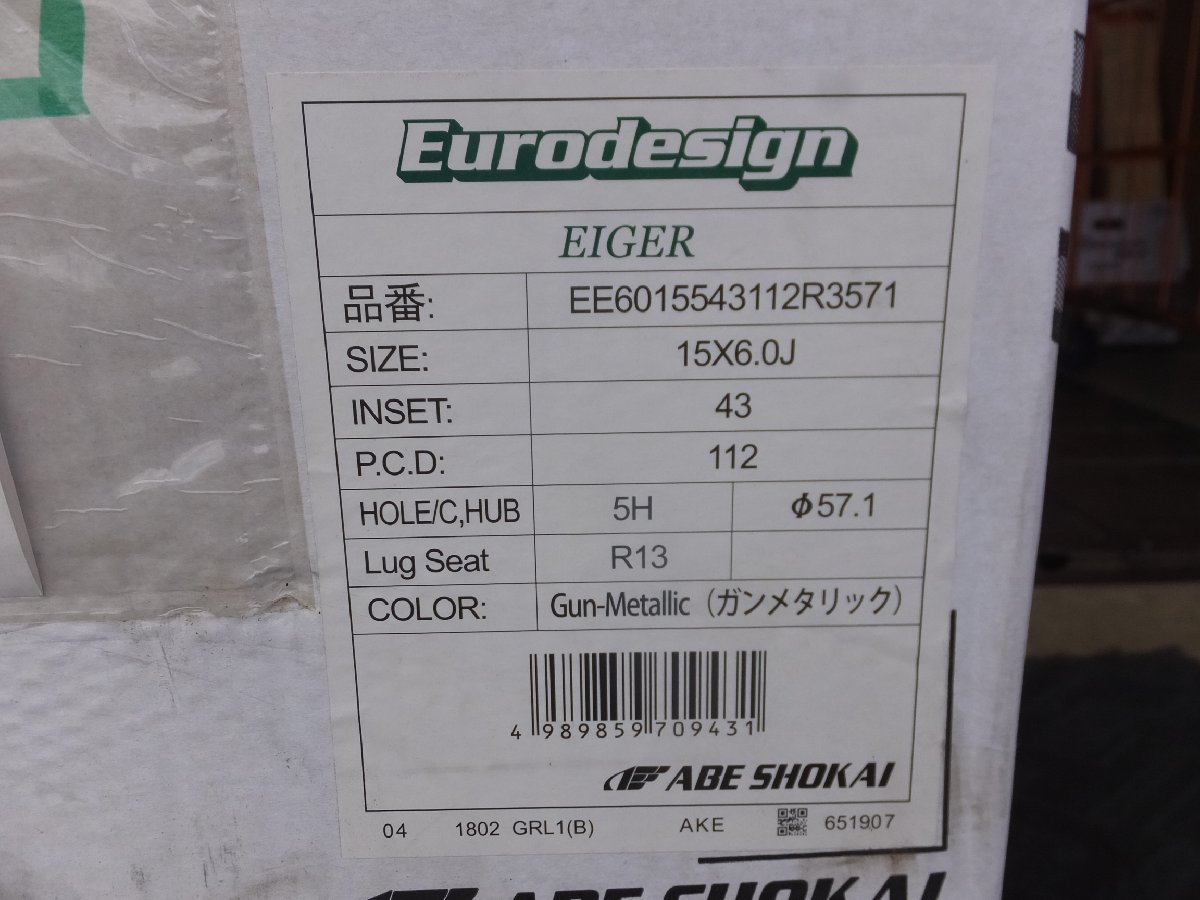 Eurodesign
EIGER
品番: EE6015543112R3571
SIZE: 15X6.0J
INSET: 43
P.C.D: 112
HOLE/C,HUB 5H Φ57.1
Lug Seat R13
COLOR: Gun-Metallic (ガンメタリック)
4 989859 709431
ABE SHOKAI
04 1802 GRL1(B) AKE 651907
ABE SHOKAI